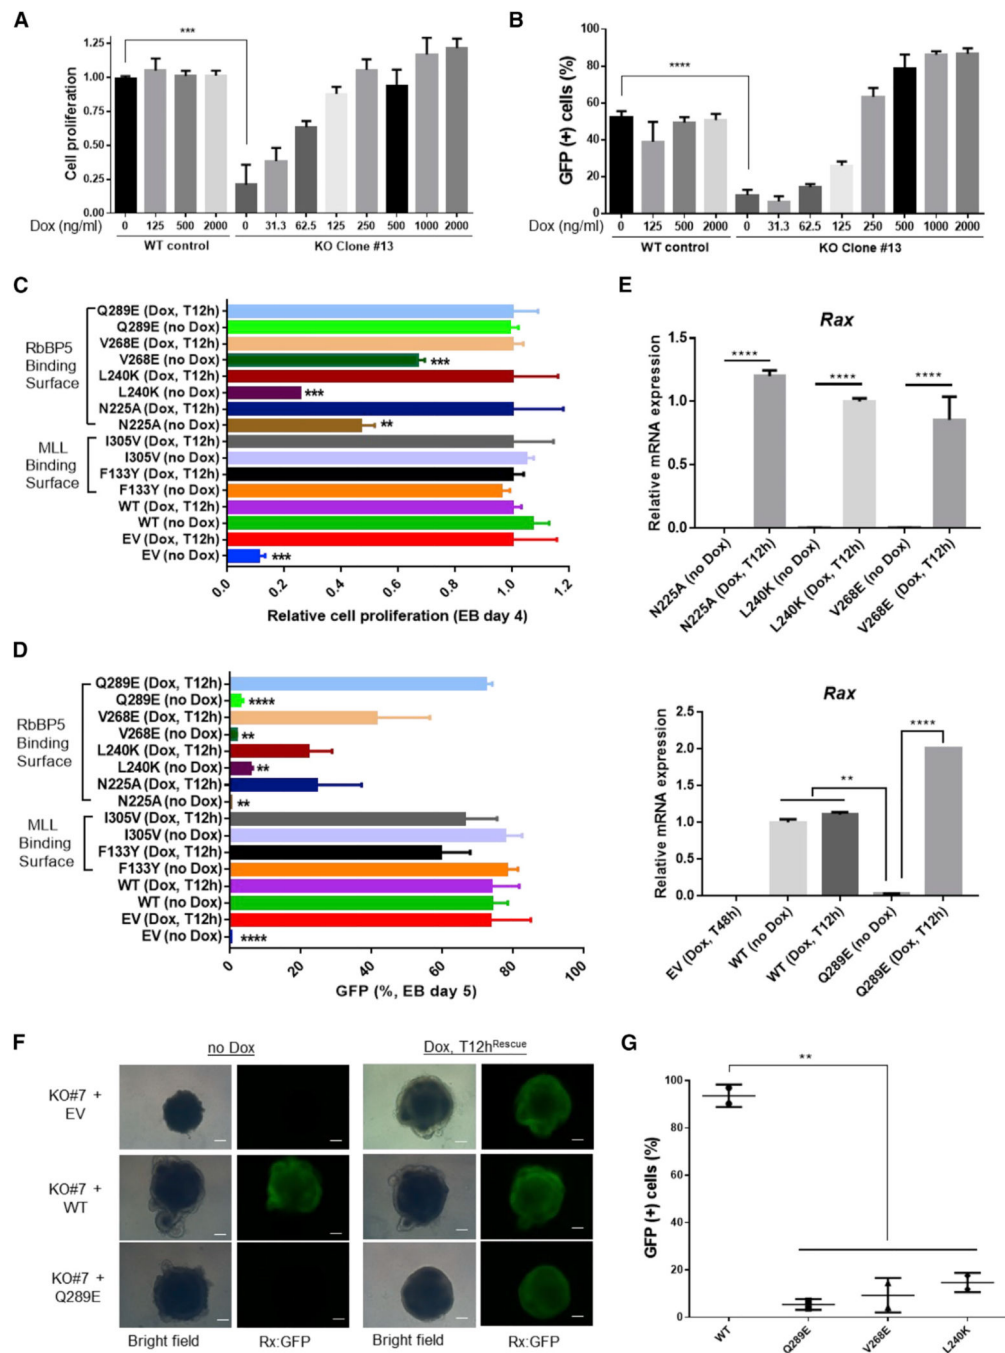 A
Cell proliferation
1.25
1.00
0.75
0.50
0.25
0.00
***
Dox (ng/ml)
0 125 500 2000 0 31.3 62.5 125 250 500 1000 2000
WT control
KO Clone #13
B
GFP (+) cells (%)
100
80
60
40
20
0
****
Dox (ng/ml)
0 125 500 2000 0 31.3 62.5 125 250 500 1000 2000
WT control
KO Clone #13
C
RbBP5
Binding
Surface
MLL
Binding
Surface
Q289E (Dox, T12h)
Q289E (no Dox)
V268E (Dox, T12h)
V268E (no Dox) ***
L240K (Dox, T12h)
L240K (no Dox) ***
N225A (Dox, T12h)
N225A (no Dox) **
I305V (Dox, T12h)
I305V (no Dox)
F133Y (Dox, T12h)
F133Y (no Dox)
WT (Dox, T12h)
WT (no Dox)
EV (Dox, T12h)
EV (no Dox) ***
0.0 0.2 0.4 0.6 0.8 1.0 1.2
Relative cell proliferation (EB day 4)
D
RbBP5
Binding
Surface
MLL
Binding
Surface
Q289E (Dox, T12h)
Q289E (no Dox) ****
V268E (Dox, T12h)
V268E (no Dox) **
L240K (Dox, T12h)
L240K (no Dox) **
N225A (Dox, T12h)
N225A (no Dox) **
I305V (Dox, T12h)
I305V (no Dox)
F133Y (Dox, T12h)
F133Y (no Dox)
WT (Dox, T12h)
WT (no Dox)
EV (Dox, T12h)
EV (no Dox) ****
0 20 40 60 80 100
GFP (%, EB day 5)
E
Rax
Relative mRNA expression
1.5
1.0
0.5
0.0
**** **** ****
N225A (no Dox)
N225A (Dox, T12h)
L240K (no Dox)
L240K (Dox, T12h)
V268E (no Dox)
V268E (Dox, T12h)
Rax
Relative mRNA expression
2.5
2.0
1.5
1.0
0.5
0.0
** ****
EV (Dox, T48h)
WT (no Dox)
WT (Dox, T12h)
Q289E (no Dox)
Q289E (Dox, T12h)
F
no Dox
Dox, T12hRescue
KO#7 +
EV
KO#7 +
WT
KO#7 +
Q289E
Bright field Rx:GFP Bright field Rx:GFP
G
GFP (+) cells (%)
100
80
60
40
20
0
**
WT
Q289E
V268E
L240K